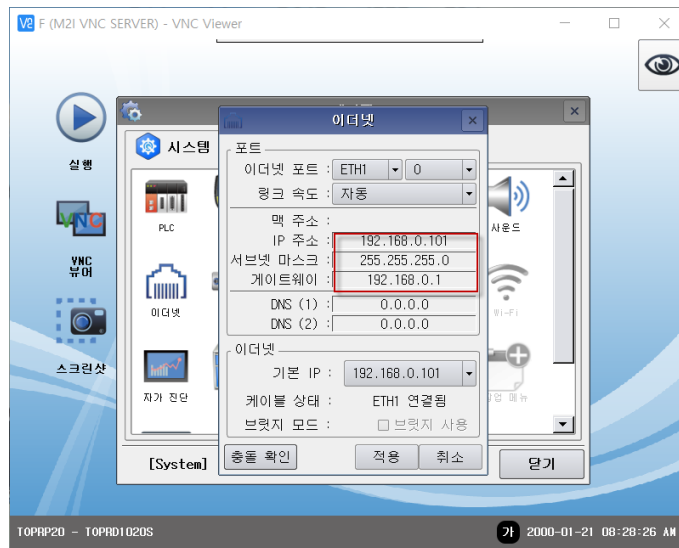 F (M2I VNC SERVER) - VNC Viewer
이더넷
시스템
포트
이더넷 포트 : ETH1 0
링크 속도 : 자동
맥 주소 :
IP 주소 : 192.168.0.101
서브넷 마스크 : 255.255.255.0
게이트웨이 : 192.168.0.1
DNS (1) : 0.0.0.0
DNS (2) : 0.0.0.0
이더넷
기본 IP : 192.168.0.101
케이블 상태 : ETH1 연결됨
브릿지 모드 : 브릿지 사용
충돌 확인
적용
취소
실행
VNC
VNC
뷰어
스크린샷
PLC
사운드
이더넷
Wi-Fi
자가 진단
메뉴
[System]
닫기
TOPRP20 - TOPRD1020S
가
2000-01-21 08:28:26 AM